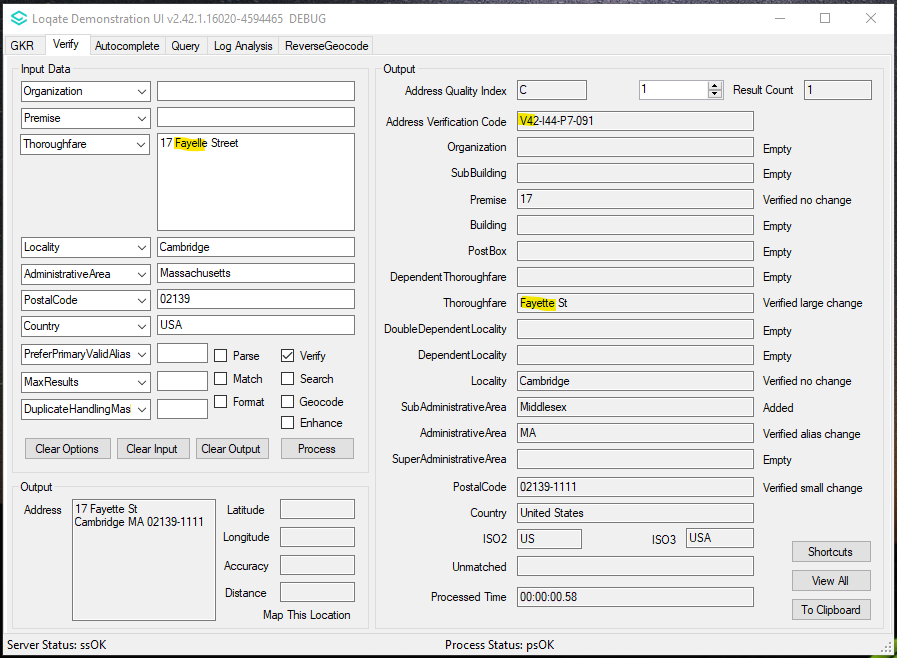 Loqate Demonstration UI v2.42.1.16020-4594465 DEBUG
GKR Verify Autocomplete Query Log Analysis ReverseGeocode
Input Data
Organization
Premise
Thoroughfare 17 Fayelle Street
Locality Cambridge
AdministrativeArea Massachusetts
PostalCode 02139
Country USA
PreferPrimaryValidAlias Parse Verify
MaxResults Match Search
DuplicateHandlingMas Format Geocode
Enhance
Clear Options Clear Input Clear Output Process
Output
Address 17 Fayette St
Cambridge MA 02139-1111
Latitude
Longitude
Accuracy
Distance
Map This Location
Output
Address Quality Index C 1 Result Count 1
Address Verification Code V42-I44-P7-091
Organization Empty
SubBuilding Empty
Premise 17 Verified no change
Building Empty
PostBox Empty
DependentThoroughfare Empty
Thoroughfare Fayette St Verified large change
DoubleDependentLocality Empty
DependentLocality Empty
Locality Cambridge Verified no change
SubAdministrativeArea Middlesex Added
AdministrativeArea MA Verified alias change
SuperAdministrativeArea Empty
PostalCode 02139-1111 Verified small change
Country United States
ISO2 US ISO3 USA
Unmatched
Processed Time 00:00:00.58
Shortcuts
View All
To Clipboard
Server Status: ssOK Process Status: psOK